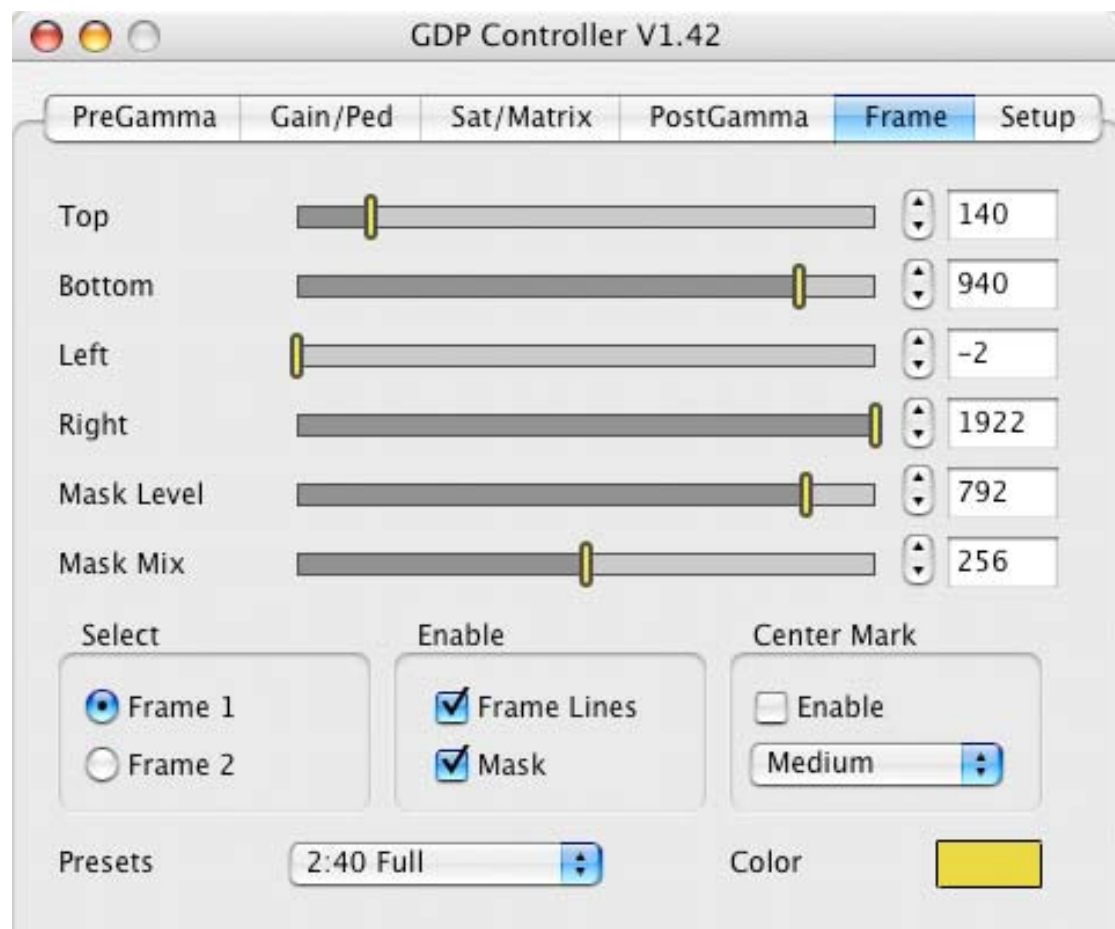 GDP Controller V1.42
PreGamma Gain/Ped Sat/Matrix PostGamma Frame Setup
Top 140
Bottom 940
Left -2
Right 1922
Mask Level 792
Mask Mix 256
Select Enable Center Mark
Frame 1 Frame Lines Enable
Frame 2 Mask Medium
Presets 2:40 Full Color